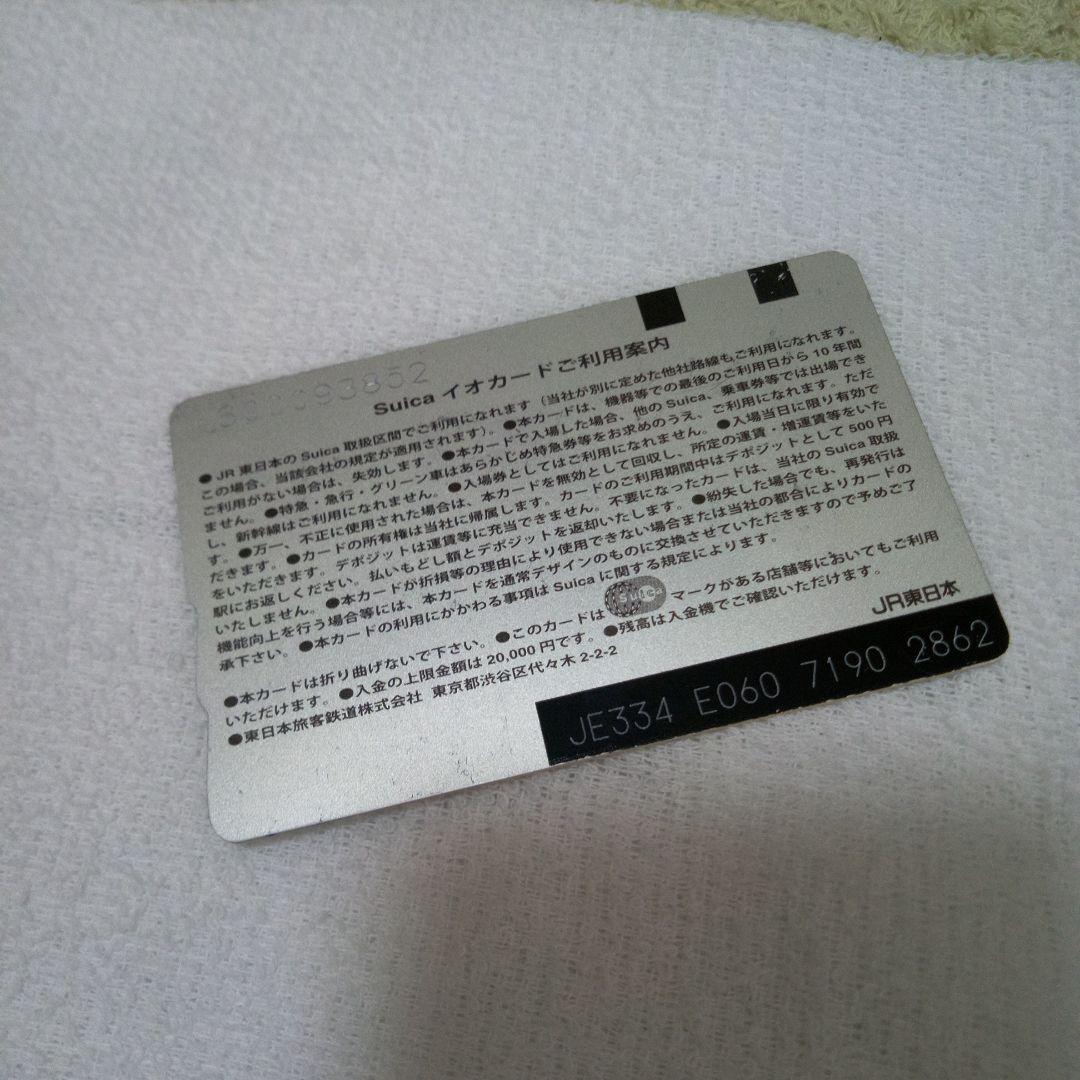 93852
Suica イオカードご利用案内
●JR東日本のSuica取扱区間でご利用になれます（当社が別に定めた他社路線もご利用になれます。
この場合、当該会社の規定が適用されます）。●本カードは、機器等での最後のご利用日から10年間
ご利用がない場合は、失効します。●本カードで入場した場合、他のSuica、乗車券等では出場でき
ません。●特急・急行・グリーン車はあらかじめ特急券等をお求めのうえ、ご利用になれます。ただ
し、新幹線はご利用になれません。●入場券としてはご利用になれません。●入場当日に限り有効で
す。●万一、不正に使用された場合は、本カードを無効として回収し、所定の運賃・増運賃等をいた
だきます。●カードの所有権は当社に帰属します。カードのご利用期間中はデポジットとして500円
をいただきます。デポジットは運賃等に充当できません。不要になったカードは、当社のSuica取扱
駅にお返しください。払いもどし額とデポジットを返却いたします。●紛失した場合でも、再発行は
いたしません。●本カードが折損等の理由により使用できない場合または当社の都合によりカードの
機能向上を行う場合等には、本カードを通常デザインのものに交換させていただきますので予めご了
承下さい。●本カードの利用にかかわる事項はSuicaに関する規定によります。
●本カードは折り曲げないで下さい。●このカードは Suica マークがある店舗等においてもご利用
いただけます。●入金の上限金額は20,000円です。●残高は入金機でご確認いただけます。
●東日本旅客鉄道株式会社 東京都渋谷区代々木2-2-2
JR東日本
JE334 E060 7190 2862